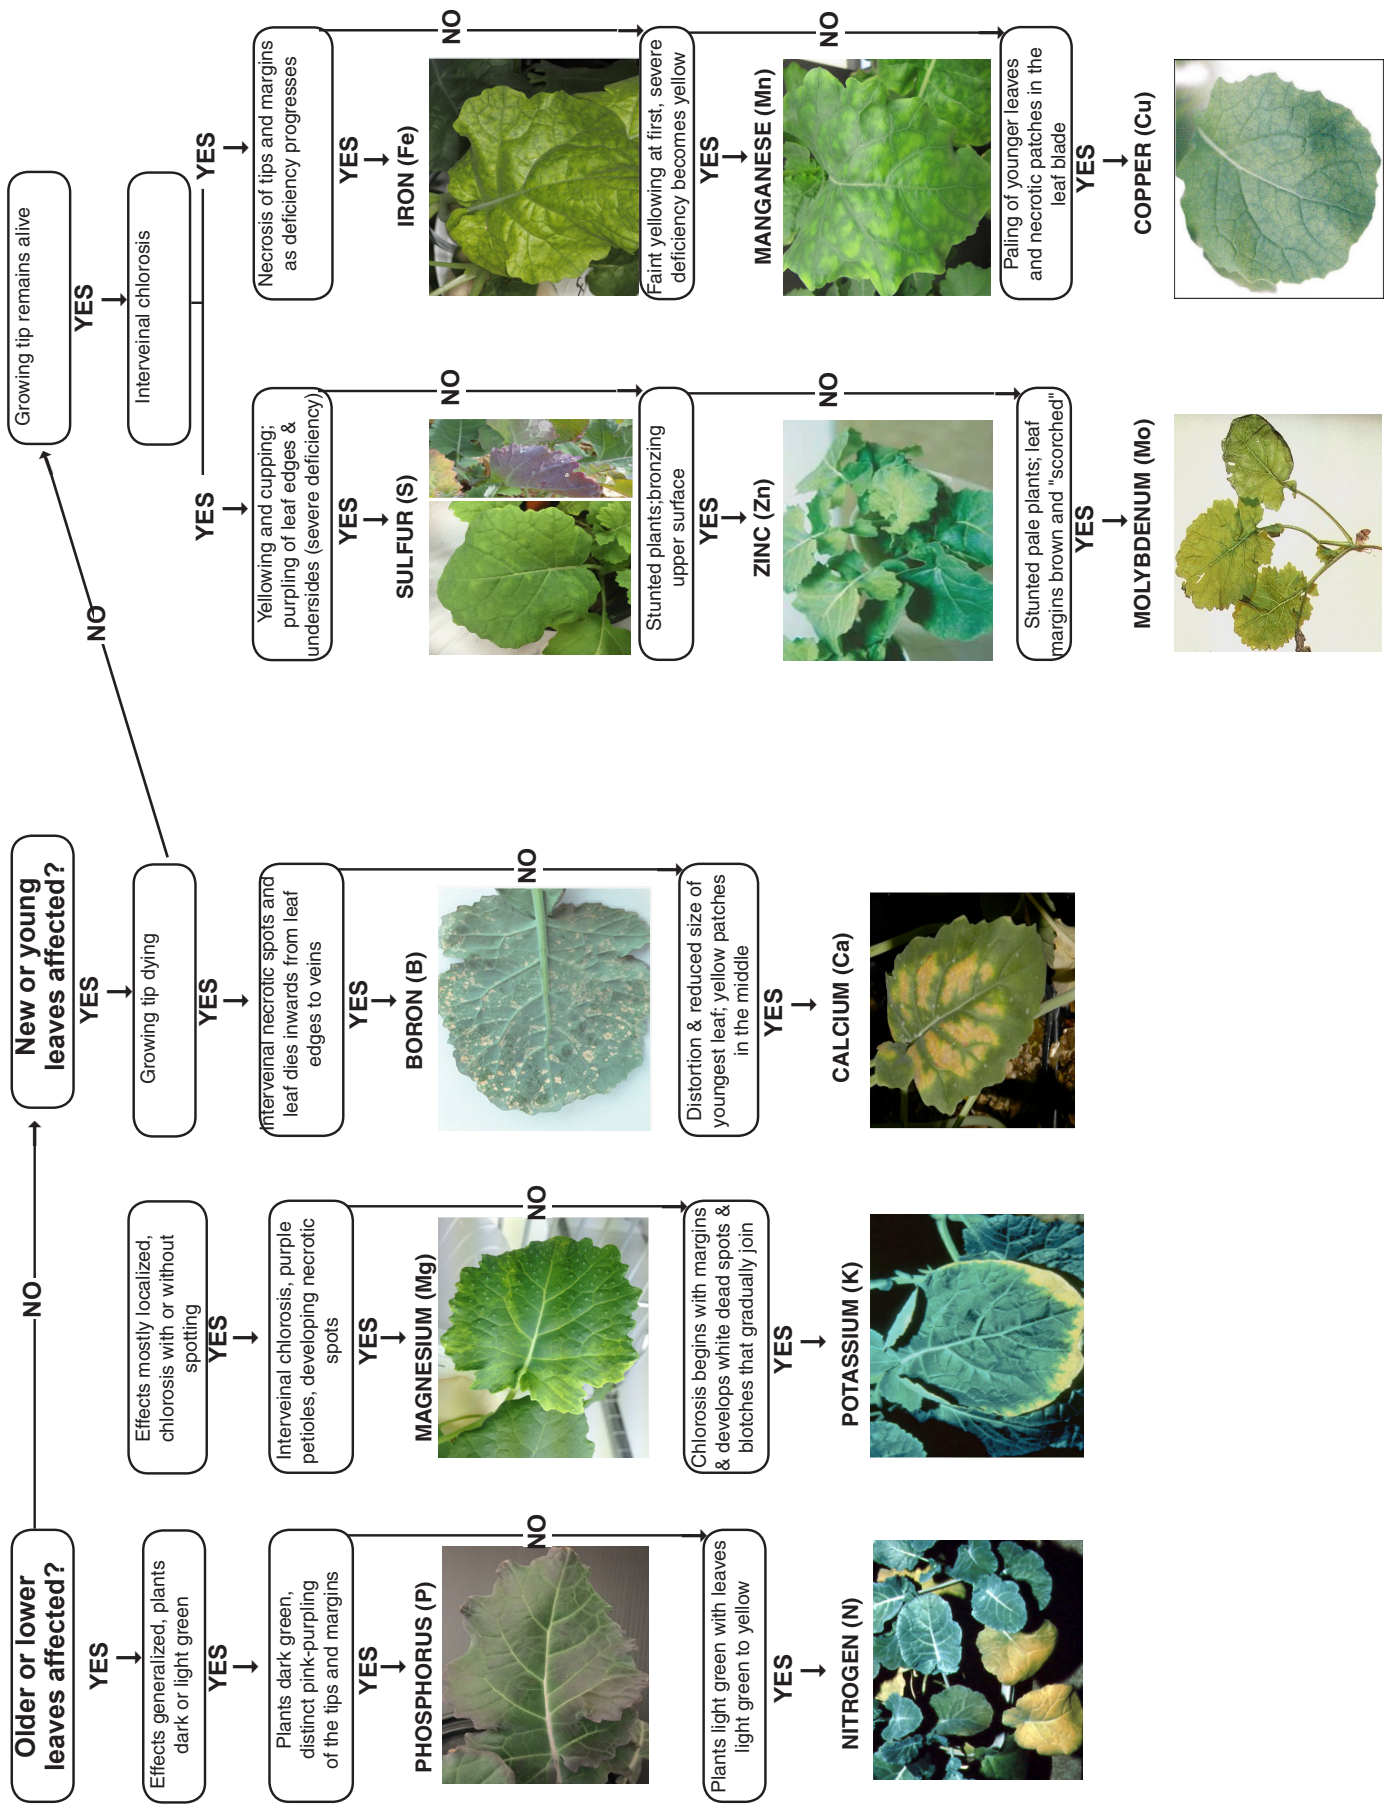 Older or lower
leaves affected?
NO
YES
Effects generalized, plants
dark or light green
YES
Plants dark green,
distinct pink-purpling
of the tips and margins
NO
YES
PHOSPHORUS (P)
Plants light green with leaves
light green to yellow
YES
NITROGEN (N)
Effects mostly localized,
chlorosis with or without
spotting
YES
Interveinal chlorosis, purple
petioles, developing necrotic
spots
NO
YES
MAGNESIUM (Mg)
Chlorosis begins with margins
& develops white dead spots &
blotches that gradually join
YES
POTASSIUM (K)
New or young
leaves affected?
YES
Growing tip dying
NO
YES
Interveinal necrotic spots and
leaf dies inwards from leaf
edges to veins
NO
YES
BORON (B)
Distortion & reduced size of
youngest leaf; yellow patches
in the middle
YES
CALCIUM (Ca)
Growing tip remains alive
YES
Interveinal chlorosis
YES
YES
Yellowing and cupping;
purpling of leaf edges &
undersides (severe deficiency)
NO
YES
SULFUR (S)
Stunted plants;bronzing
upper surface
NO
YES
ZINC (Zn)
Stunted pale plants; leaf
margins brown and "scorched"
YES
MOLYBDENUM (Mo)
Necrosis of tips and margins
as deficiency progresses
NO
YES
IRON (Fe)
Faint yellowing at first, severe
deficiency becomes yellow
NO
YES
MANGANESE (Mn)
Paling of younger leaves
and necrotic patches in the
leaf blade
YES
COPPER (Cu)